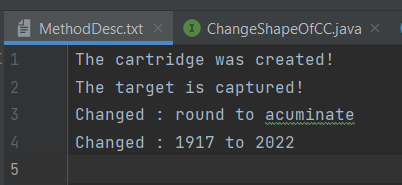 MethodDesc.txt
ChangeShapeOfCC.java
1 The cartridge was created!
2 The target is captured!
3 Changed : round to acuminate
4 Changed : 1917 to 2022
5